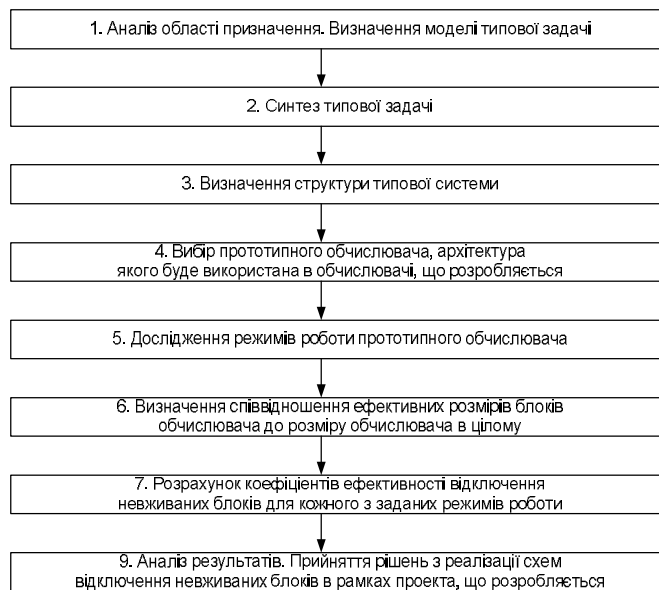 1. Аналіз області призначення. Визначення моделі типової задачі
2. Синтез типової задачі
3. Визначення структури типової системи
4. Вибір прототипного обчислювача, архітектура
якого буде використана в обчислювачі, що розробляється
5. Дослідження режимів роботи прототипного обчислювача
6. Визначення співвідношення ефективних розмірів блоків
обчислювача до розміру обчислювача в цілому
7. Розрахунок коефіцієнтів ефективності відключення
невживаних блоків для кожного з заданих режимів роботи
9. Аналіз результатів. Прийняття рішень з реалізації схем
відключення невживаних блоків в рамках проекта, що розробляється